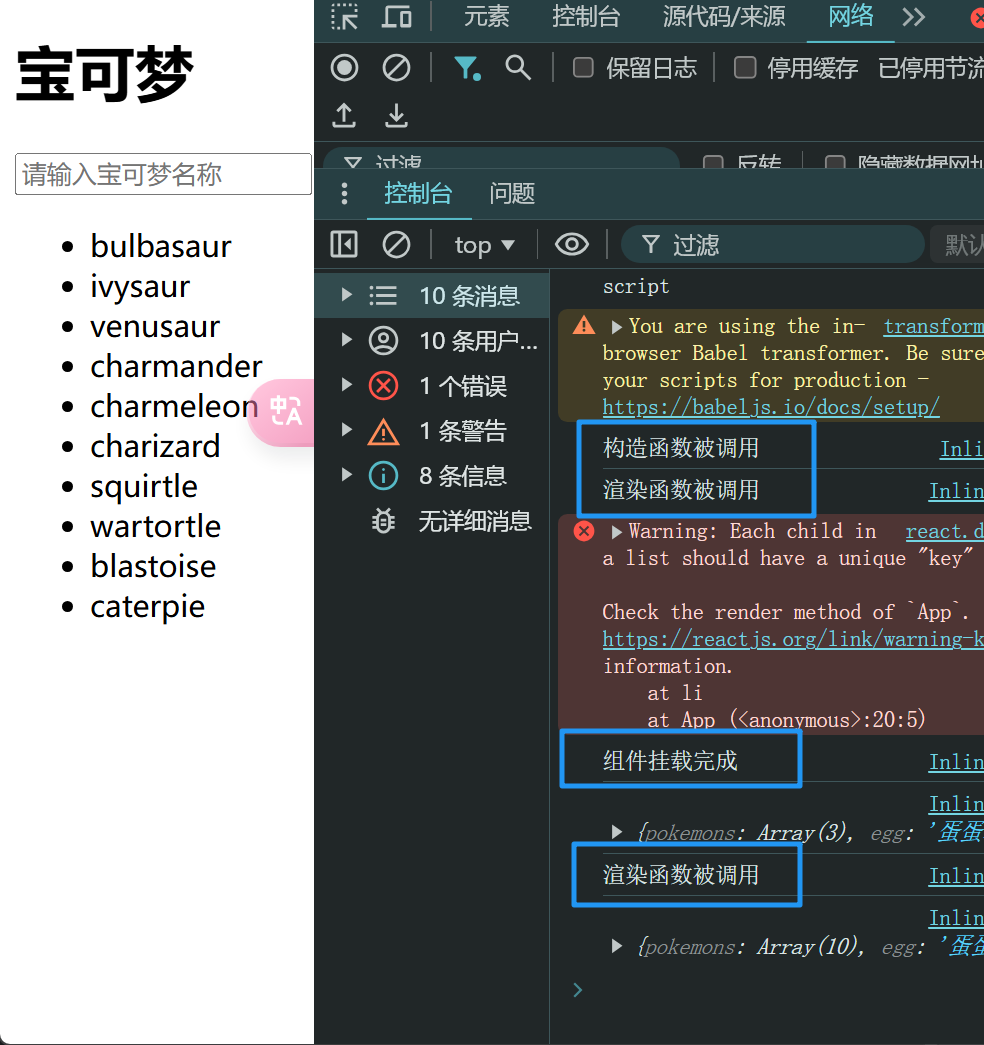 宝可梦
请输入宝可梦名称
bulbasaur
ivysaur
venusaur
charmander
charmeleon
charizard
squirtle
wartortle
blastoise
caterpie
中 A
元素 控制台 源代码/来源 网络
保留日志 停用缓存 已停用节流
过滤 反转 隐藏数据网址
控制台 问题
top 过滤 默认
10 条消息
10 条用户…
1 个错误
1 条警告
8 条信息
无详细消息
script
You are using the in- transform
browser Babel transformer. Be sure
your scripts for production -
https://babeljs.io/docs/setup/
构造函数被调用 Inli
渲染函数被调用 Inlin
Warning: Each child in react.d
a list should have a unique "key"
Check the render method of `App`.
https://reactjs.org/link/warning-k
information.
at li
at App (<anonymous>:20:5)
组件挂载完成 Inlin
Inlin
{pokemons: Array(3), egg: '蛋蛋
渲染函数被调用 Inlin
Inlin
{pokemons: Array(10), egg: '蛋蛋